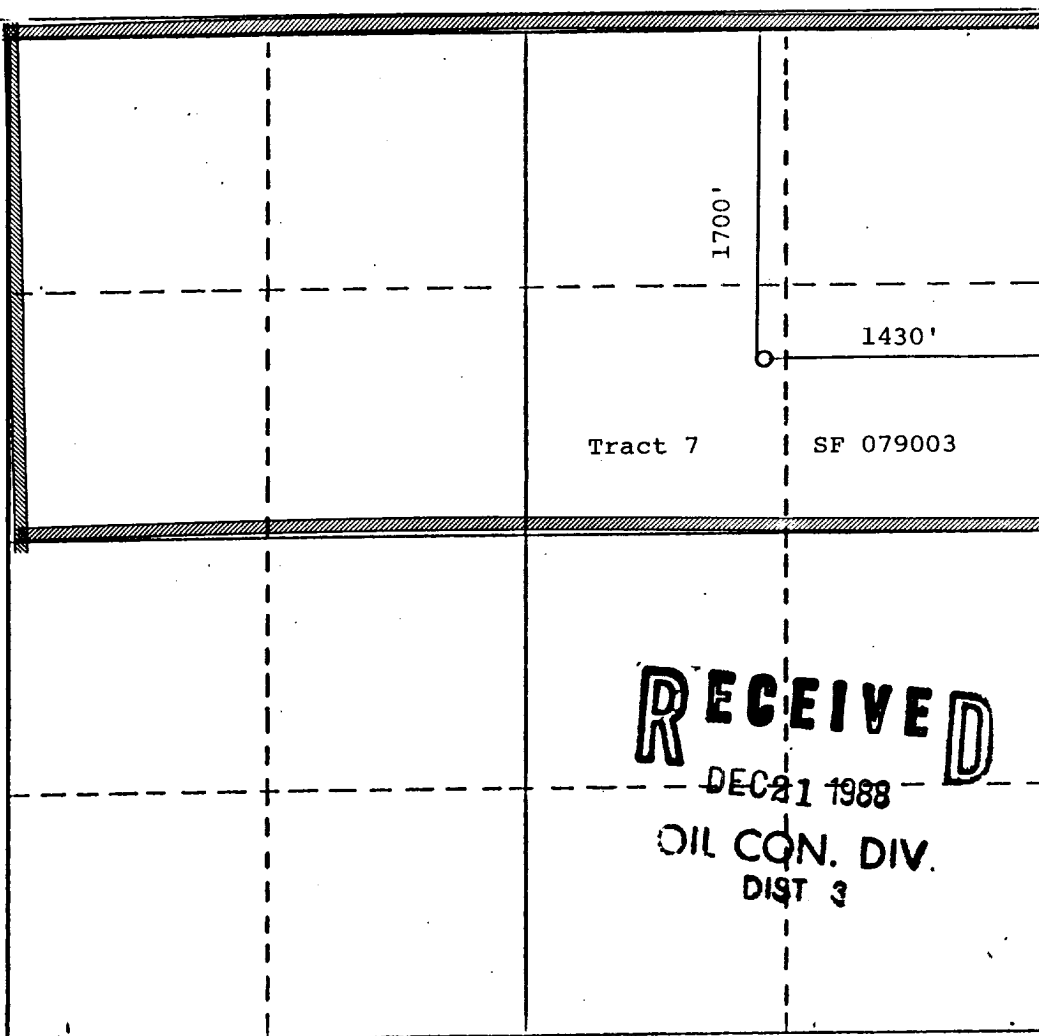 1700'
1430'
Tract 7 SF 079003
RECEIVED
DEC 21 1988
OIL CON. DIV.
DIST 3